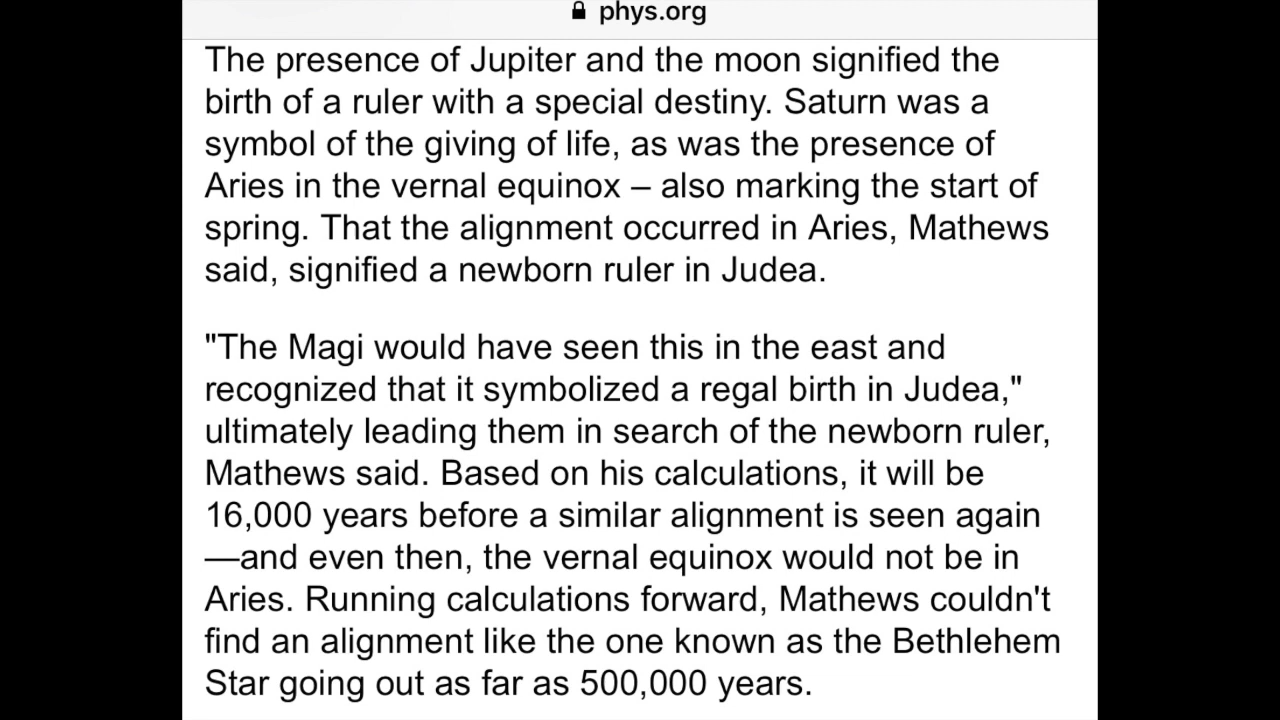 phys.org
The presence of Jupiter and the moon signified the
birth of a ruler with a special destiny. Saturn was a
symbol of the giving of life, as was the presence of
Aries in the vernal equinox – also marking the start of
spring. That the alignment occurred in Aries, Mathews
said, signified a newborn ruler in Judea.
"The Magi would have seen this in the east and
recognized that it symbolized a regal birth in Judea,"
ultimately leading them in search of the newborn ruler,
Mathews said. Based on his calculations, it will be
16,000 years before a similar alignment is seen again
—and even then, the vernal equinox would not be in
Aries. Running calculations forward, Mathews couldn't
find an alignment like the one known as the Bethlehem
Star going out as far as 500,000 years.